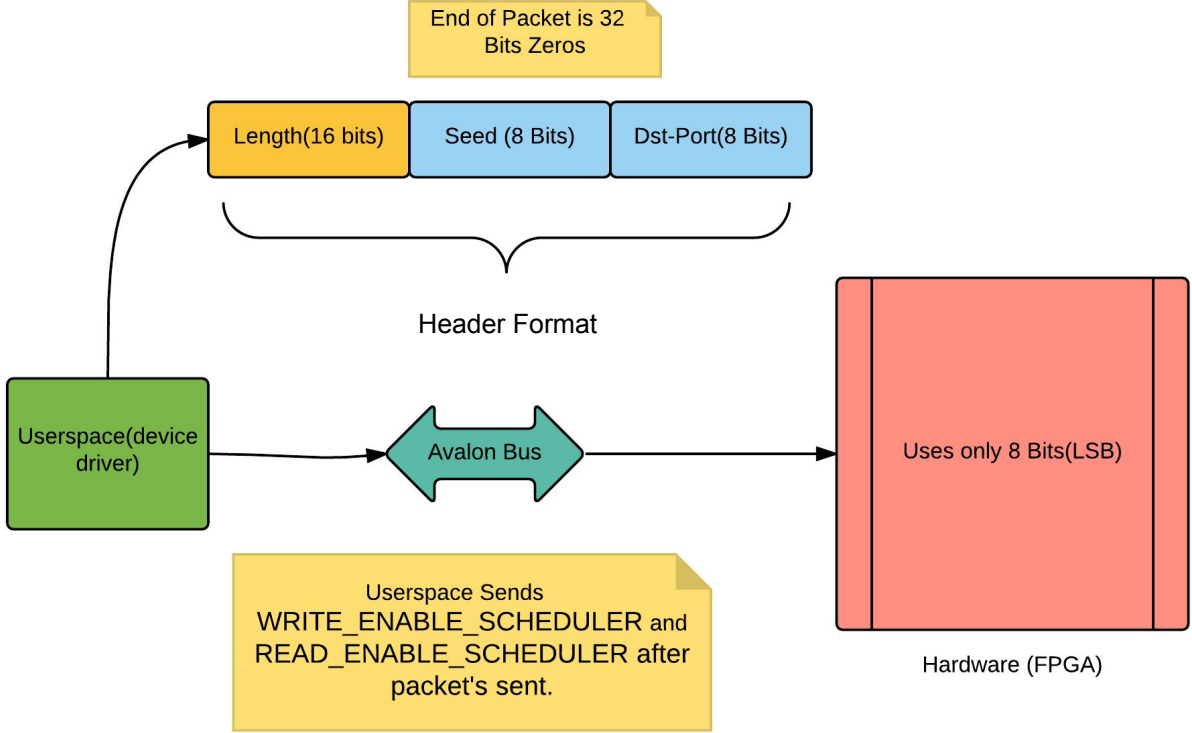 End of Packet is 32
Bits Zeros
Length(16 bits)
Seed (8 Bits)
Dst-Port(8 Bits)
Header Format
Userspace(device
driver)
Avalon Bus
Uses only 8 Bits(LSB)
Userspace Sends
WRITE_ENABLE_SCHEDULER and
READ_ENABLE_SCHEDULER after
packet's sent.
Hardware (FPGA)